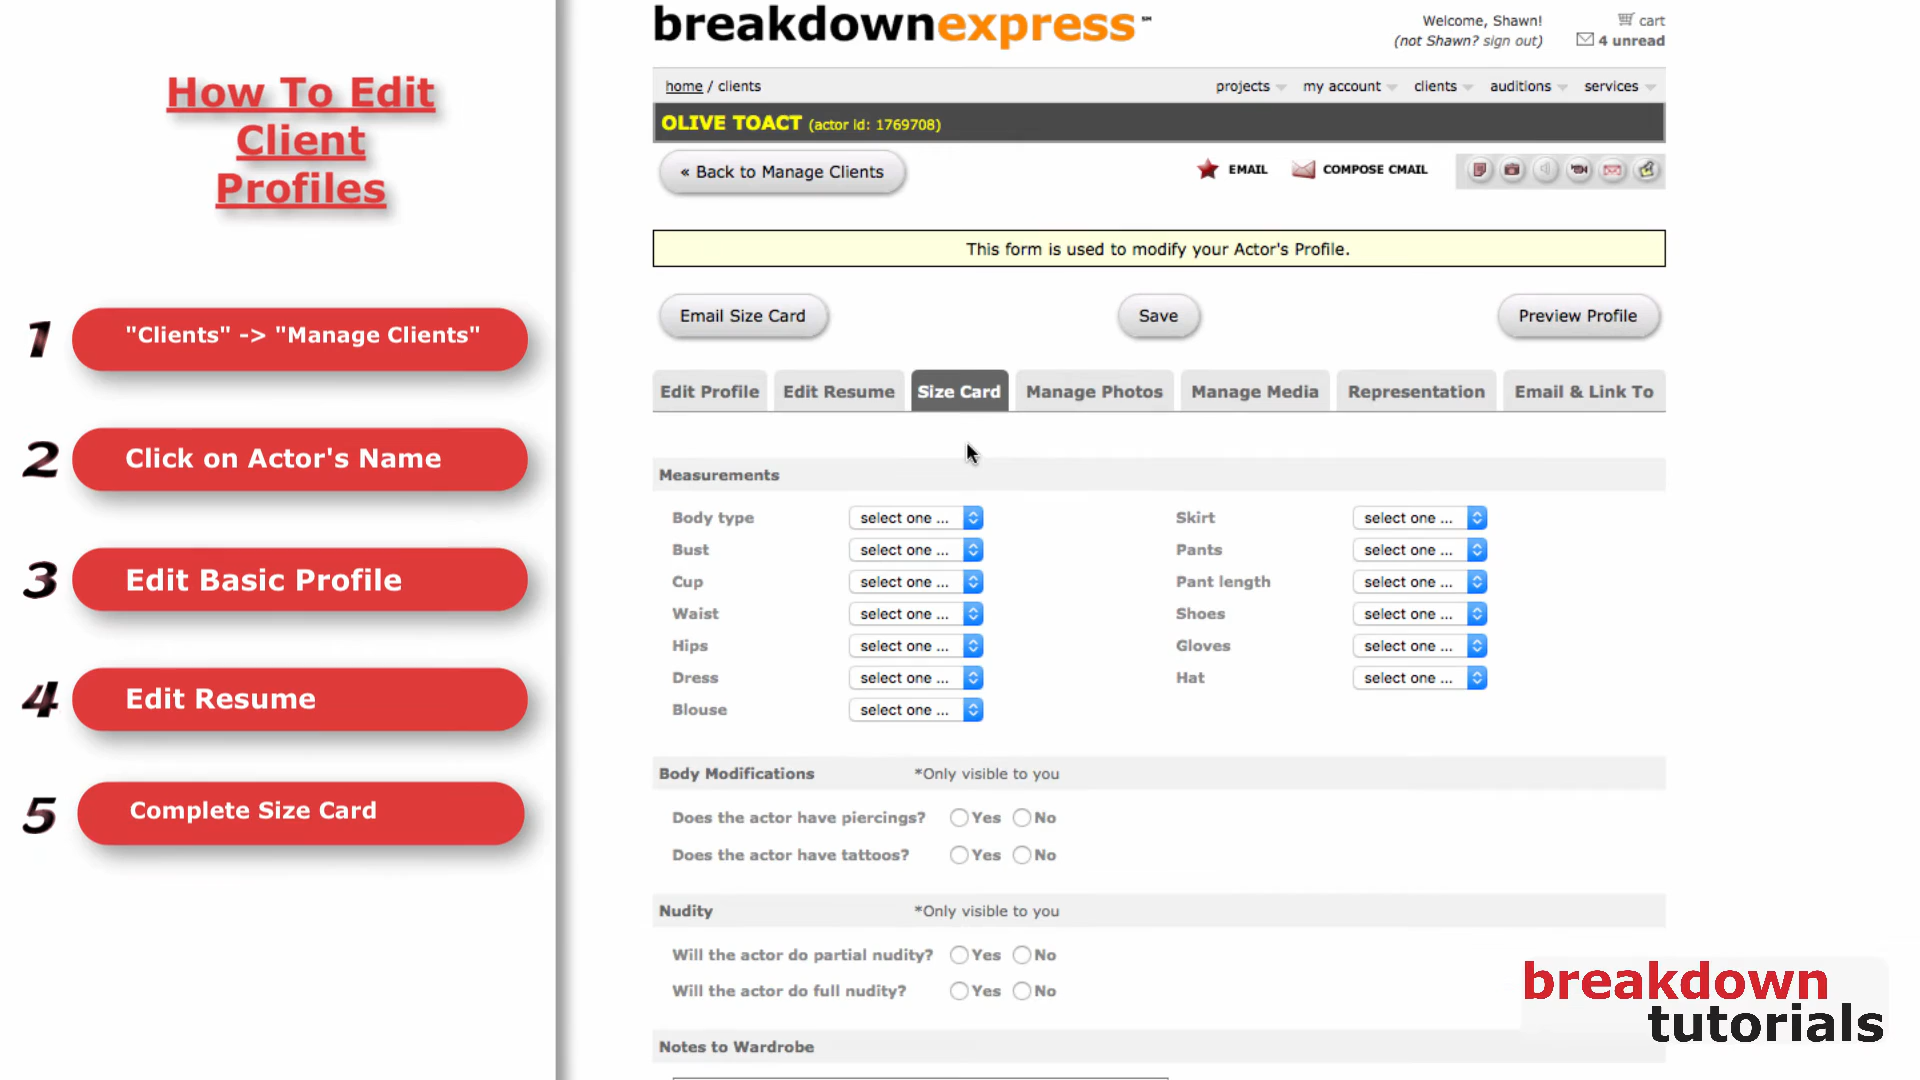 How To Edit
Client
Profiles
1 "Clients" -> "Manage Clients"
2 Click on Actor's Name
3 Edit Basic Profile
4 Edit Resume
5 Complete Size Card
breakdownexpress℠
Welcome, Shawn! cart
(not Shawn? sign out) 4 unread
home / clients projects my account clients auditions services
OLIVE TOACT (actor id: 1769708)
« Back to Manage Clients EMAIL COMPOSE CMAIL
This form is used to modify your Actor's Profile.
Email Size Card Save Preview Profile
Edit Profile Edit Resume Size Card Manage Photos Manage Media Representation Email & Link To
Measurements
Body type select one ... Skirt select one ...
Bust select one ... Pants select one ...
Cup select one ... Pant length select one ...
Waist select one ... Shoes select one ...
Hips select one ... Gloves select one ...
Dress select one ... Hat select one ...
Blouse select one ...
Body Modifications *Only visible to you
Does the actor have piercings? Yes No
Does the actor have tattoos? Yes No
Nudity *Only visible to you
Will the actor do partial nudity? Yes No
Will the actor do full nudity? Yes No
Notes to Wardrobe
breakdown
tutorials